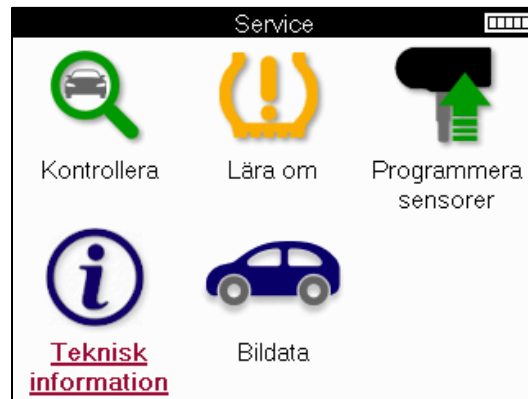 Service
Kontrollera
Lära om
Programmera
sensorer
Teknisk
information
Bildata